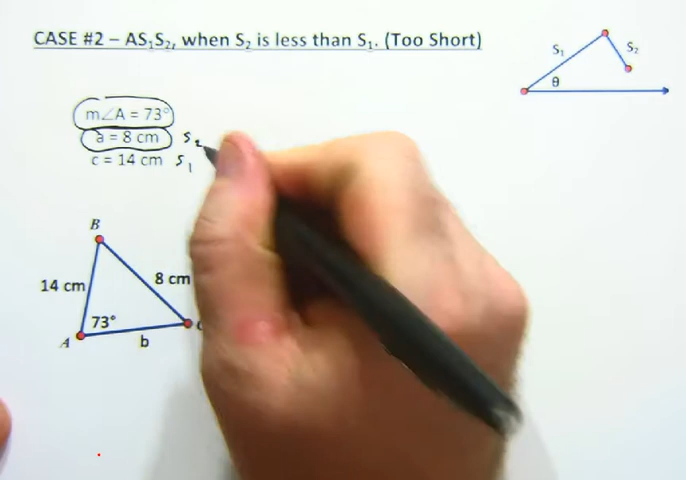 CASE #2 – AS₁S₂, when S₂ is less than S₁. (Too Short)
S₁
S₂
θ
m∠A = 73°
a = 8 cm S₂
c = 14 cm S₁
B
14 cm
8 cm
73°
A
b